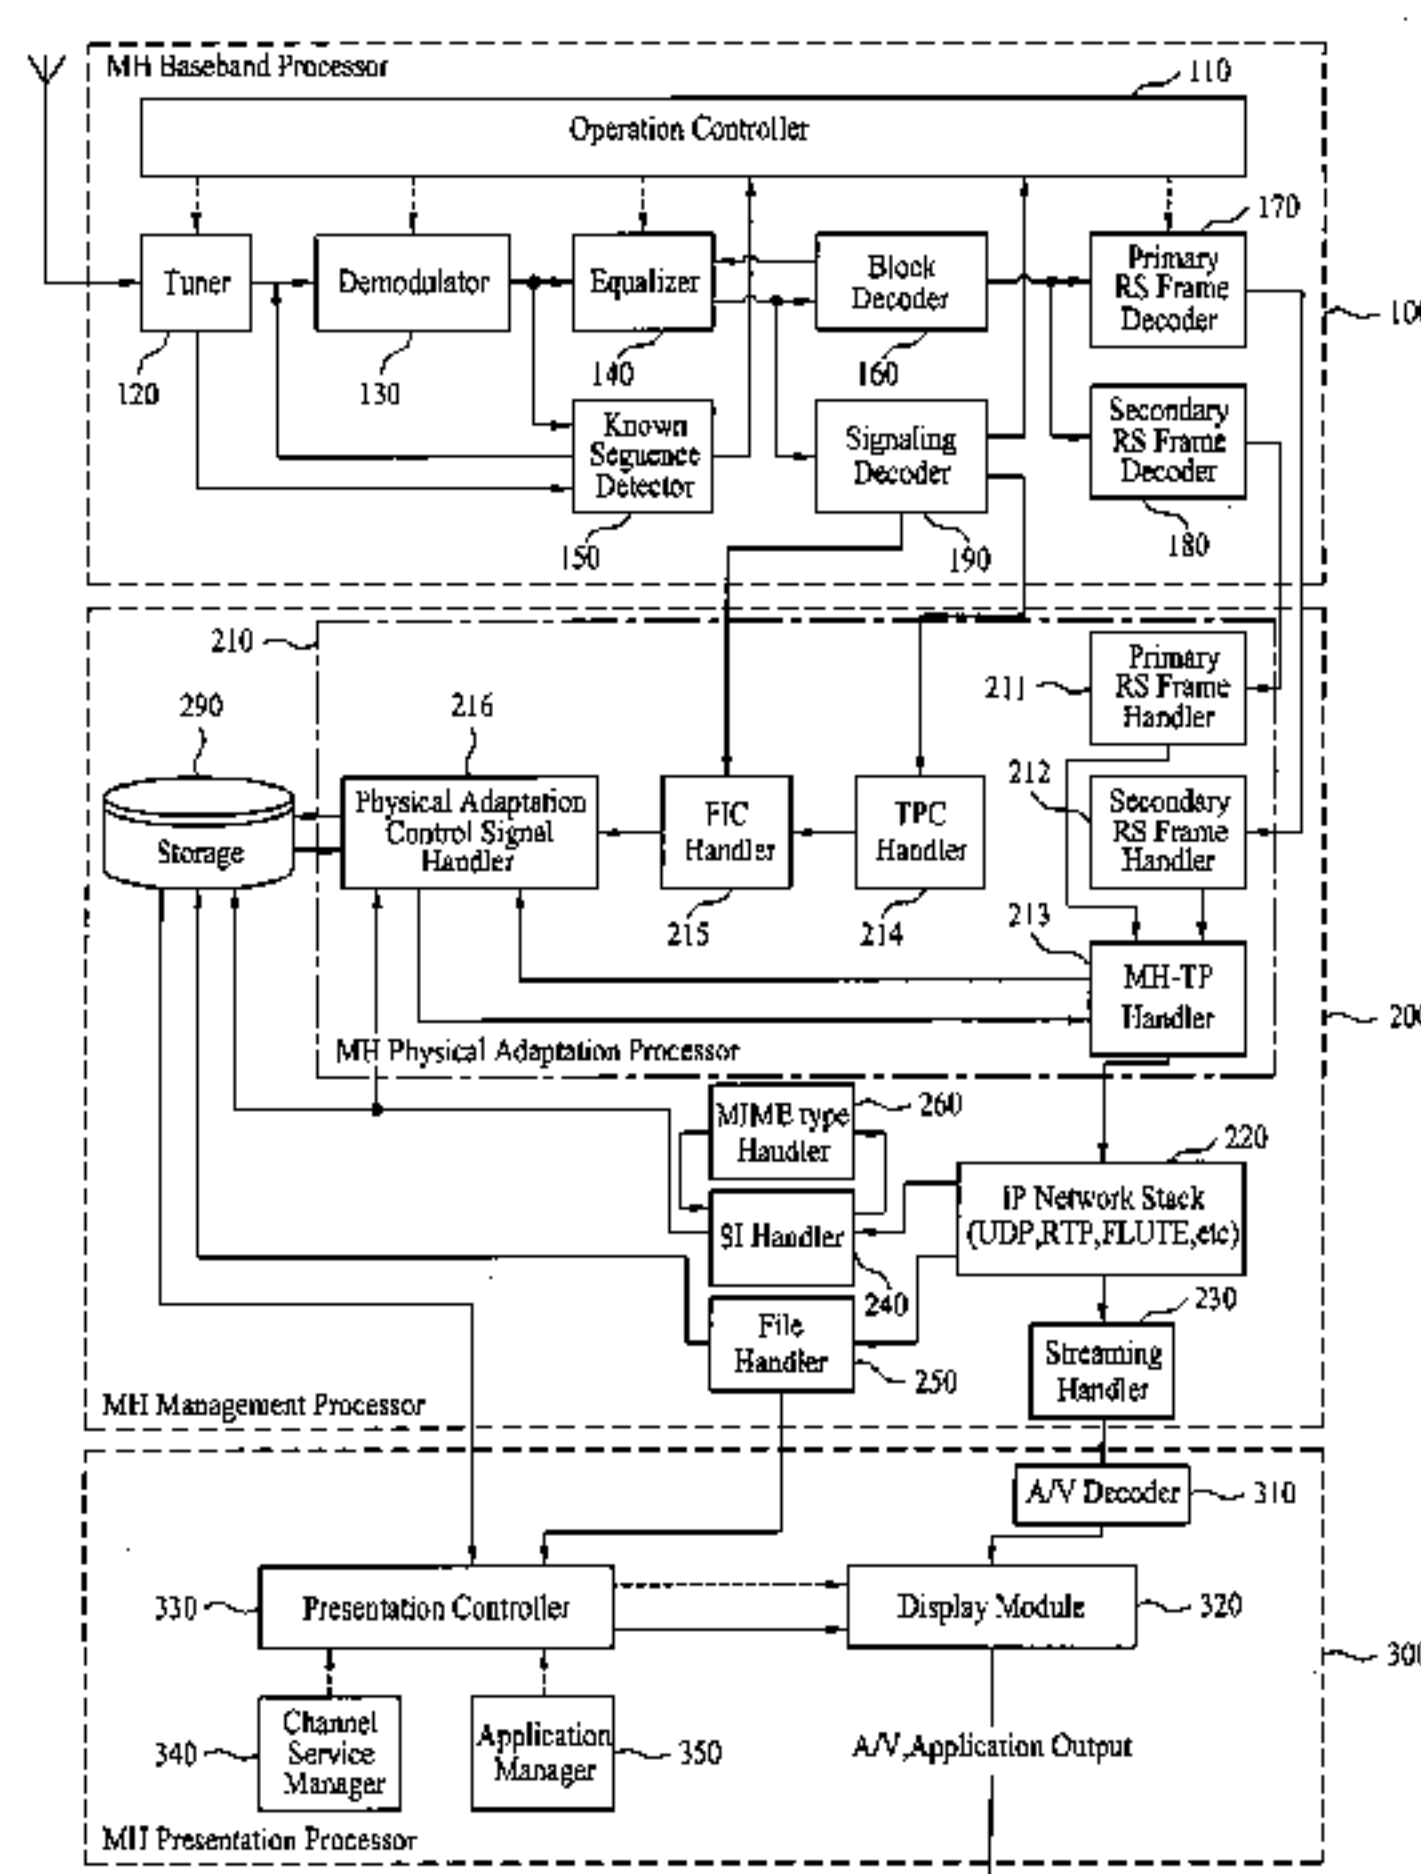 MH Baseband Processor
110
Operation Controller
170
Tuner
Demodulator
Equalizer
Block
Decoder
Primary
RS Frame
Decoder
100
120
130
140
160
Known
Seguence
Detector
Signaling
Decoder
Secondary
RS Frame
Decoder
150
190
180
210
Primary
RS Frame
Handler
211
290
216
212
Storage
Physical Adaptation
Control Signal
Handler
FIC
Handler
TPC
Handler
Secondary
RS Frame
Handler
215
214
213
MH-TP
Handler
200
MH Physical Adaptation Processor
MIME type
Handler
260
220
IP Network Stack
(UDP,RTP,FLUTE,etc)
SI Handler
240
230
File
Handler
250
Streaming
Handler
MH Management Processor
A/V Decoder
310
330
Presentation Controller
Display Module
320
300
340
Channel
Service
Manager
Application
Manager
350
A/V,Application Output
MH Presentation Processor